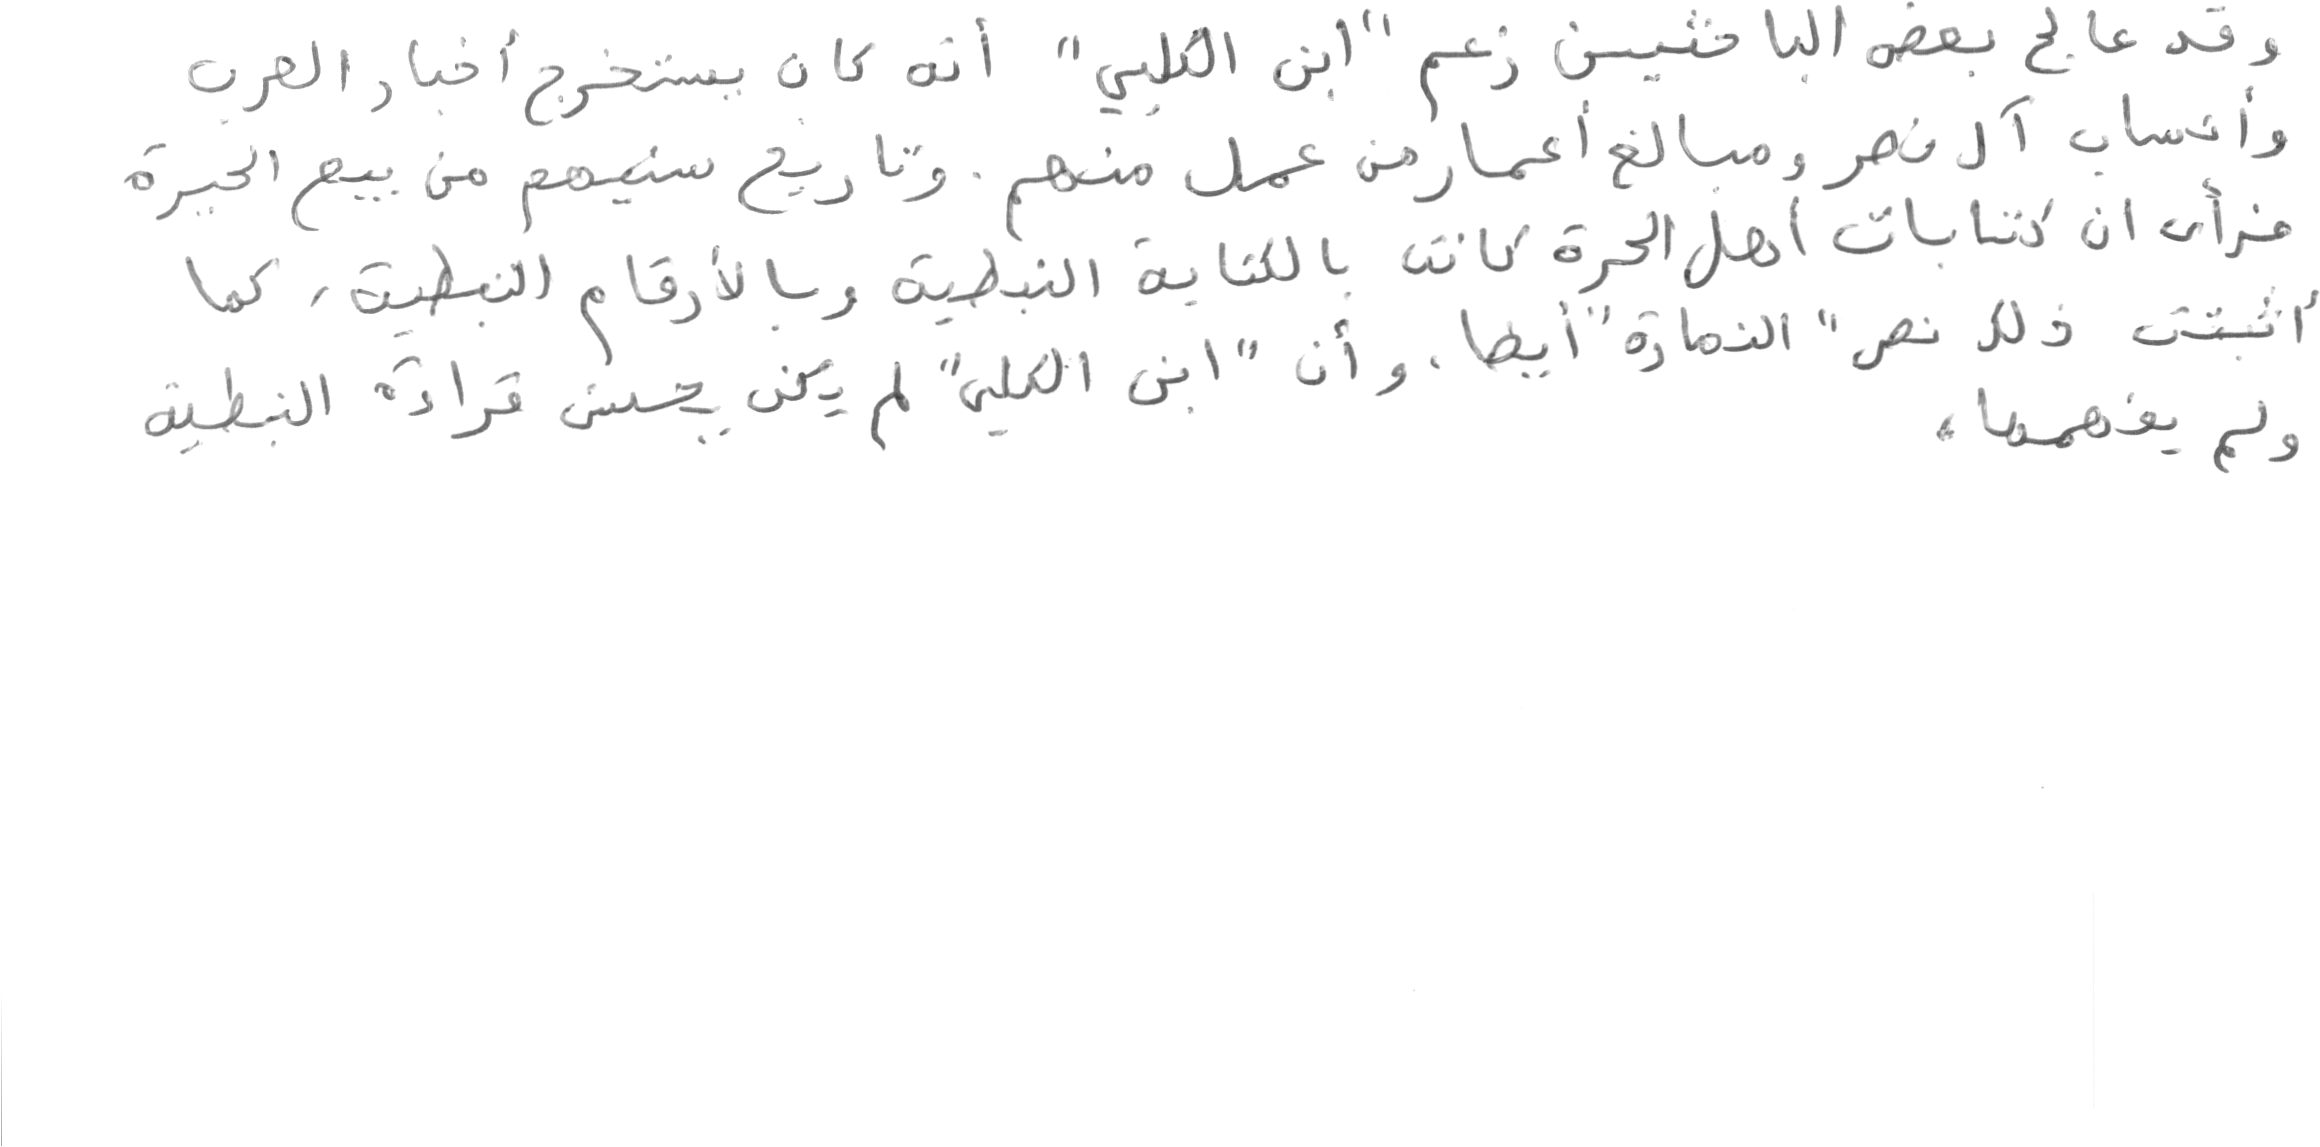 وقد عالج بعض الباحثين زعم "ابن الكلبي" أنه كان يستخرج أخبار العرب
وأنساب آل نصر ومبالغ أعمار من عمل منهم. وتاريخ سنيهم من بيع الحيرة
فرأى ان كتابات أهل الحرة كانت بالكتابة النبطية وبالأرقام النبطية، كما
أثبتت ذلك نص "النمارة" أيضا. وأن "ابن الكلبي" لم يكن يحسن قراءة النبطية
ولم يفهمها،